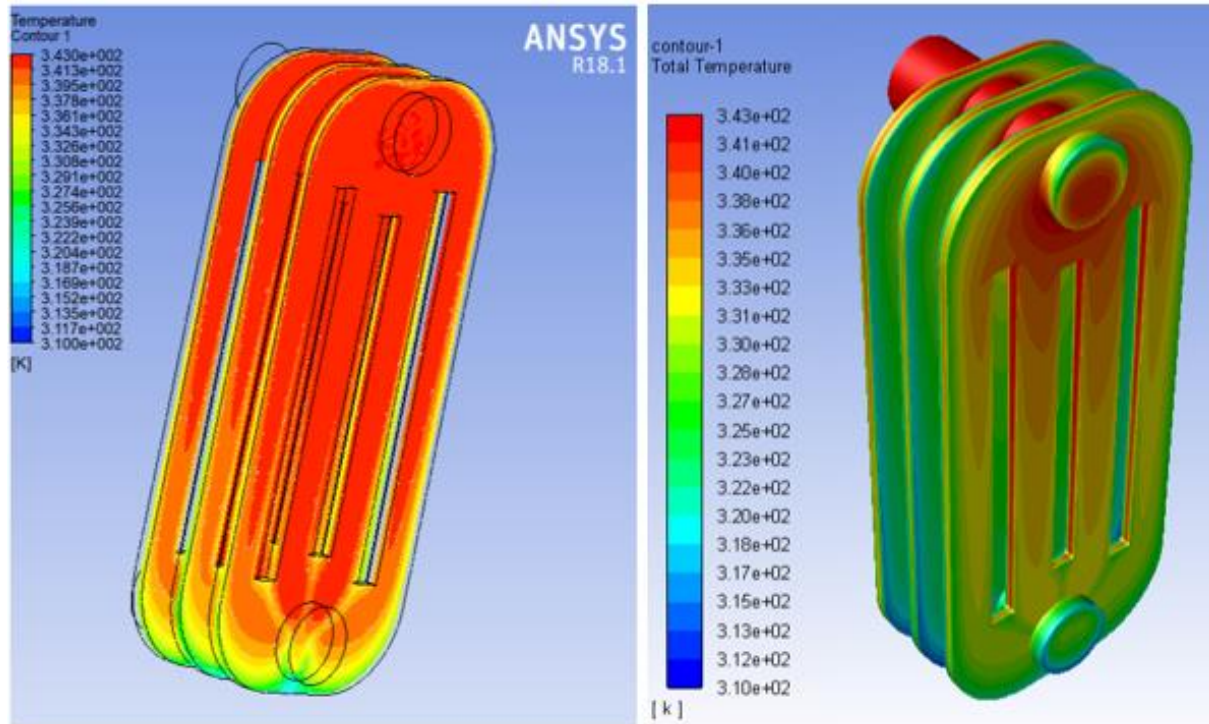 Temperature
Contour 1
3.430e+002
3.413e+002
3.395e+002
3.378e+002
3.361e+002
3.343e+002
3.326e+002
3.308e+002
3.291e+002
3.274e+002
3.256e+002
3.239e+002
3.222e+002
3.204e+002
3.187e+002
3.169e+002
3.152e+002
3.135e+002
3.117e+002
3.100e+002
[K]
ANSYS
R18.1
contour-1
Total Temperature
3.43e+02
3.41e+02
3.40e+02
3.38e+02
3.36e+02
3.35e+02
3.33e+02
3.31e+02
3.30e+02
3.28e+02
3.27e+02
3.25e+02
3.23e+02
3.22e+02
3.20e+02
3.18e+02
3.17e+02
3.15e+02
3.13e+02
3.12e+02
3.10e+02
[ k ]